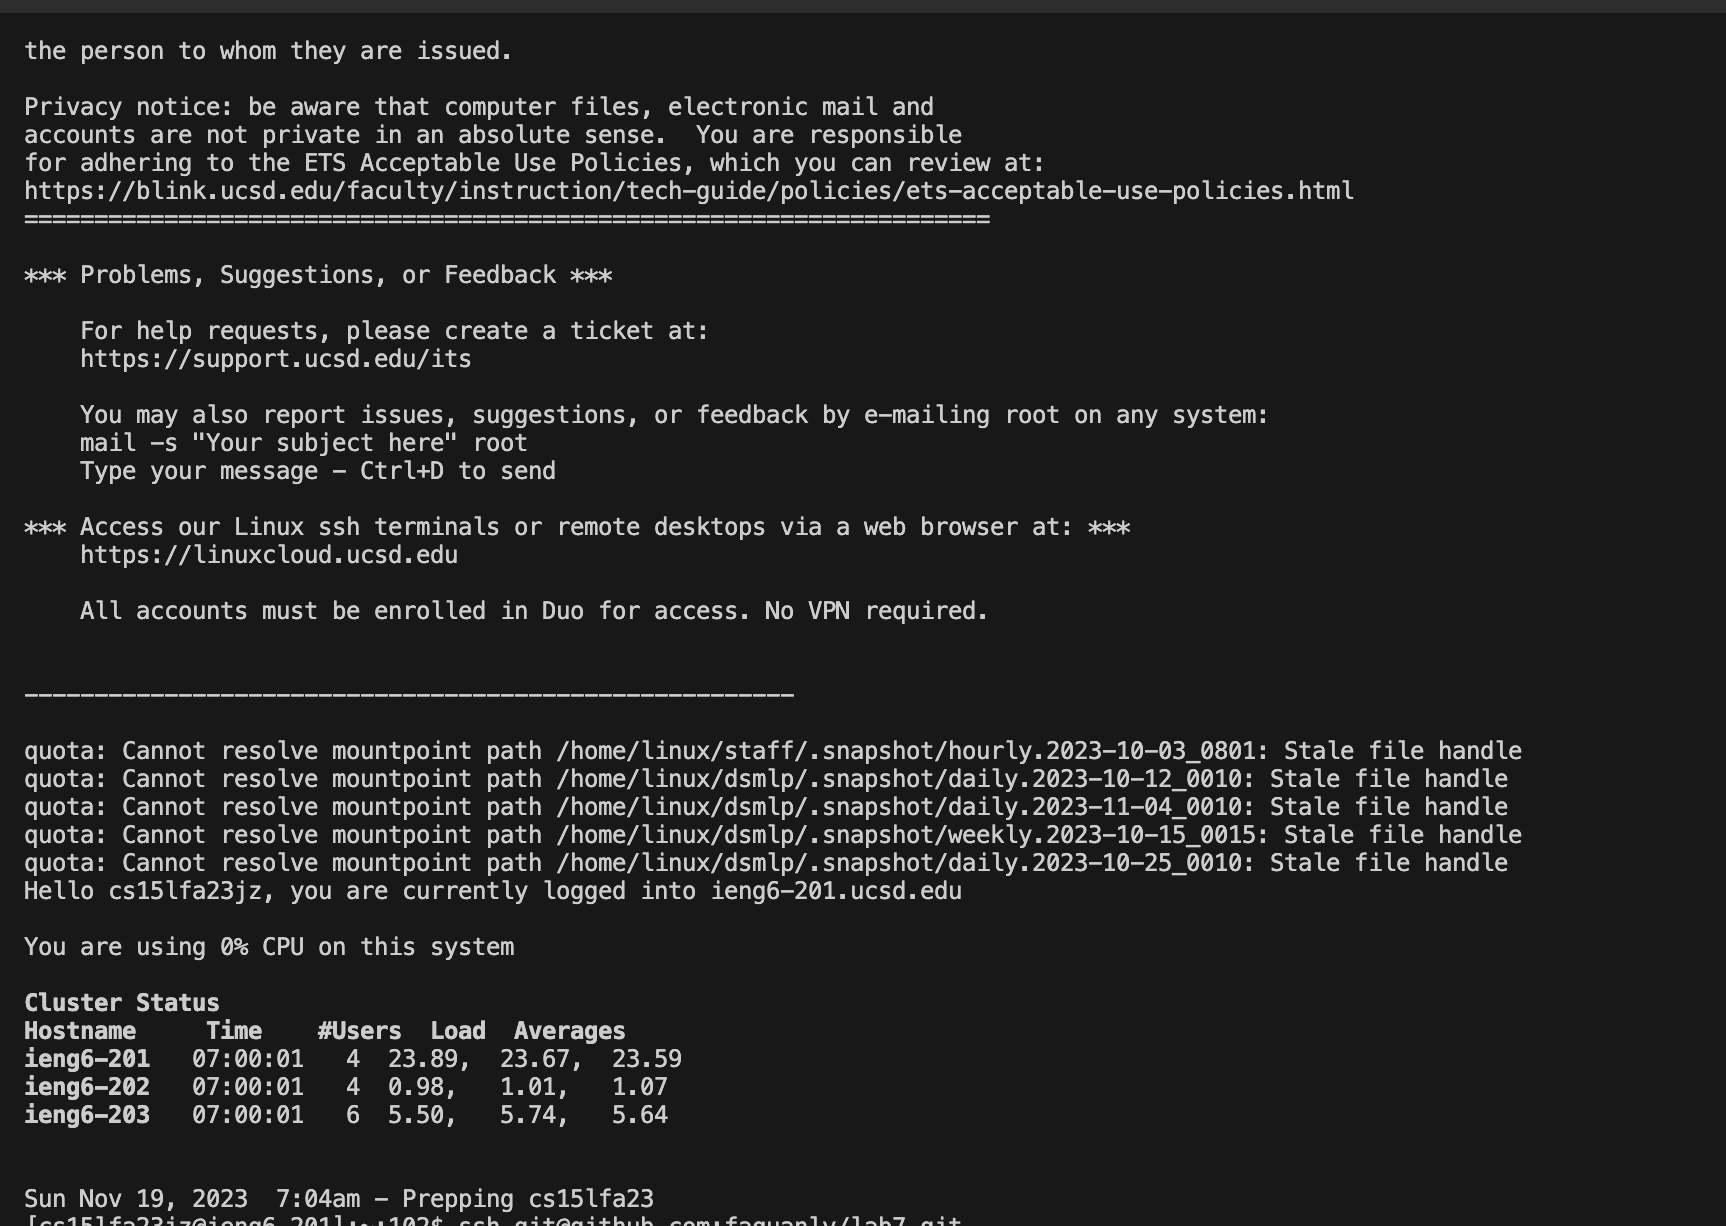 the person to whom they are issued.
Privacy notice: be aware that computer files, electronic mail and
accounts are not private in an absolute sense.  You are responsible
for adhering to the ETS Acceptable Use Policies, which you can review at:
https://blink.ucsd.edu/faculty/instruction/tech-guide/policies/ets-acceptable-use-policies.html
=====================================================================
*** Problems, Suggestions, or Feedback ***
    For help requests, please create a ticket at:
    https://support.ucsd.edu/its
    You may also report issues, suggestions, or feedback by e-mailing root on any system:
    mail -s "Your subject here" root
    Type your message - Ctrl+D to send
*** Access our Linux ssh terminals or remote desktops via a web browser at: ***
    https://linuxcloud.ucsd.edu
    All accounts must be enrolled in Duo for access. No VPN required.
-------------------------------------------------------
quota: Cannot resolve mountpoint path /home/linux/staff/.snapshot/hourly.2023-10-03_0801: Stale file handle
quota: Cannot resolve mountpoint path /home/linux/dsmlp/.snapshot/daily.2023-10-12_0010: Stale file handle
quota: Cannot resolve mountpoint path /home/linux/dsmlp/.snapshot/daily.2023-11-04_0010: Stale file handle
quota: Cannot resolve mountpoint path /home/linux/dsmlp/.snapshot/weekly.2023-10-15_0015: Stale file handle
quota: Cannot resolve mountpoint path /home/linux/dsmlp/.snapshot/daily.2023-10-25_0010: Stale file handle
Hello cs15lfa23jz, you are currently logged into ieng6-201.ucsd.edu
You are using 0% CPU on this system
Cluster Status
Hostname     Time    #Users  Load  Averages
ieng6-201   07:00:01   4  23.89,  23.67,  23.59
ieng6-202   07:00:01   4  0.98,   1.01,   1.07
ieng6-203   07:00:01   6  5.50,   5.74,   5.64
Sun Nov 19, 2023  7:04am - Prepping cs15lfa23
[cs15lfa23jz@ieng6-201]:~:102$ ssh git@github.com:faquanly/lab7.git